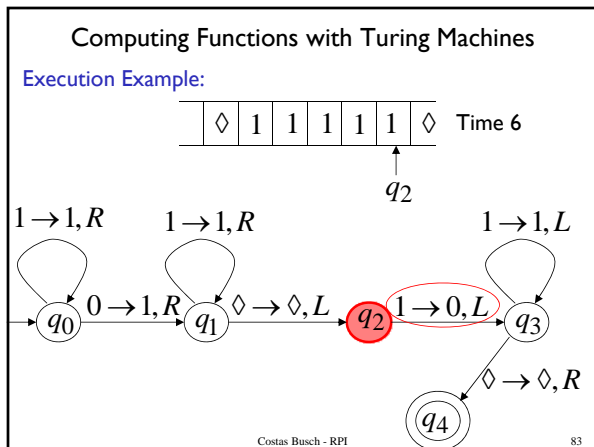 Computing Functions with Turing Machines
Execution Example:
◊ 1 1 1 1 1 ◊ Time 6
q2
1 → 1, R 1 → 1, R 1 → 1, L
q0 0 → 1, R q1 ◊ → ◊, L q2 1 → 0, L q3
◊ → ◊, R
q4
Costas Busch - RPI 83